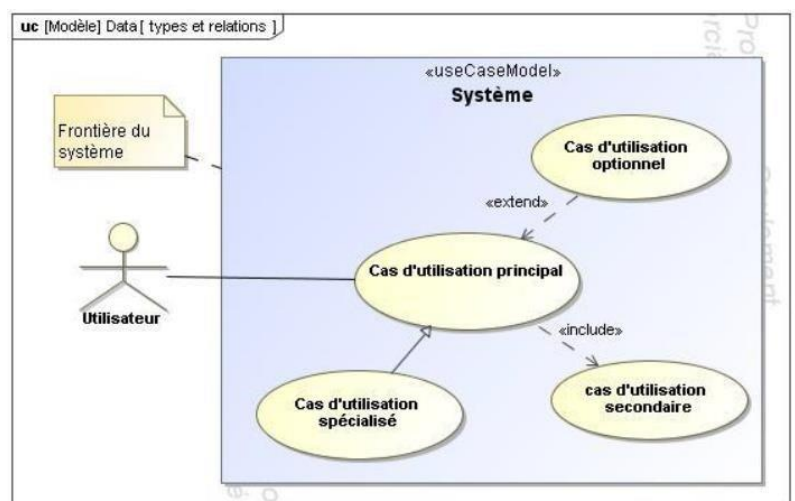 uc [Modèle] Data [ types et relations ]
«useCaseModel»
Système
Frontière du
système
Cas d'utilisation
optionnel
«extend»
Cas d'utilisation principal
Utilisateur
«include»
Cas d'utilisation
spécialisé
cas d'utilisation
secondaire